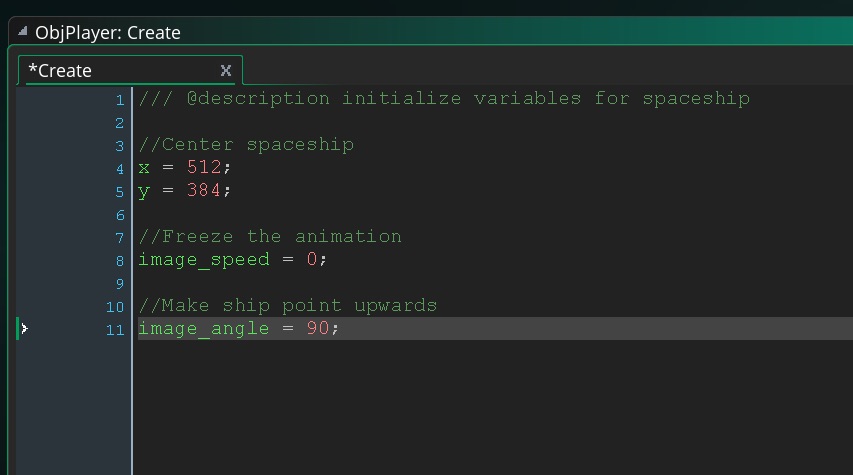 ObjPlayer: Create
*Create X
1 /// @description initialize variables for spaceship
2
3 //Center spaceship
4 x = 512;
5 y = 384;
6
7 //Freeze the animation
8 image_speed = 0;
9
10 //Make ship point upwards
11 image_angle = 90;